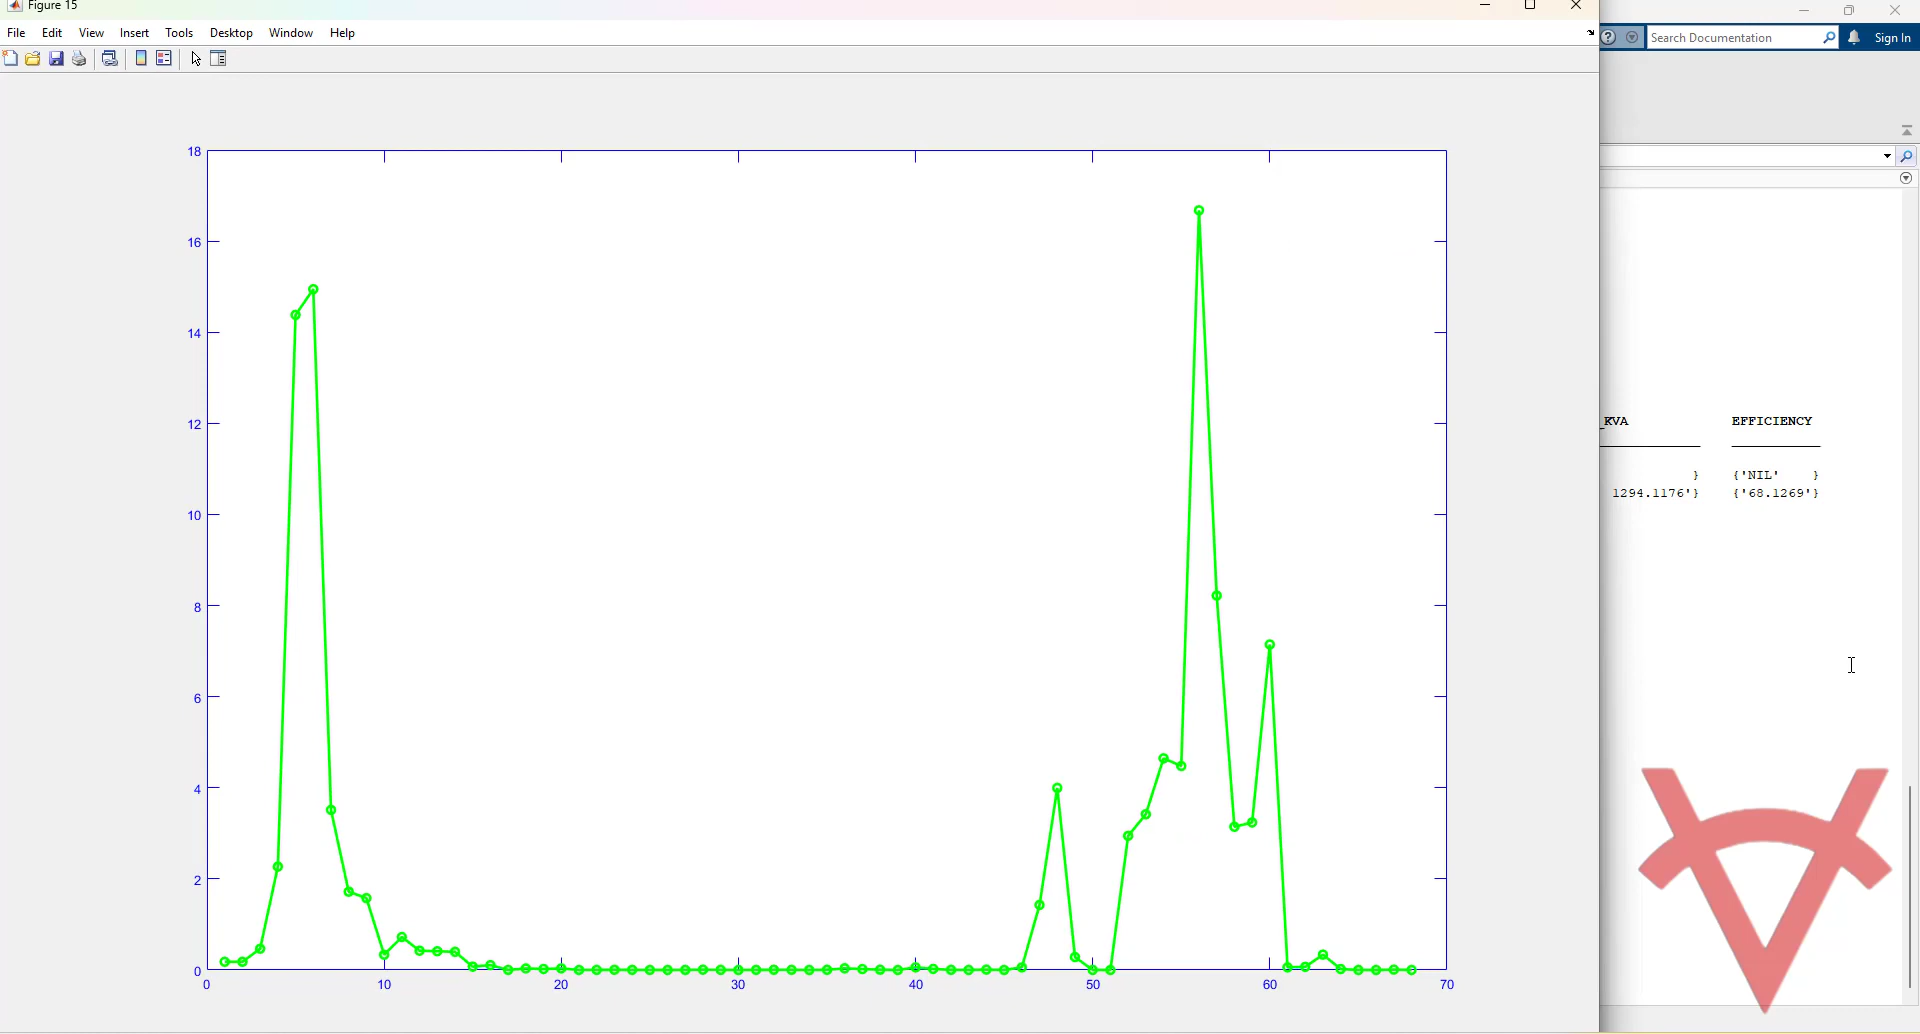 Figure 15
File Edit View Insert Tools Desktop Window Help
Search Documentation
Sign In
18
16
14
12
10
8
6
4
2
0
0 10 20 30 40 50 60 70
_KVA EFFICIENCY
} {'NIL' }
1294.1176'} {'68.1269'}